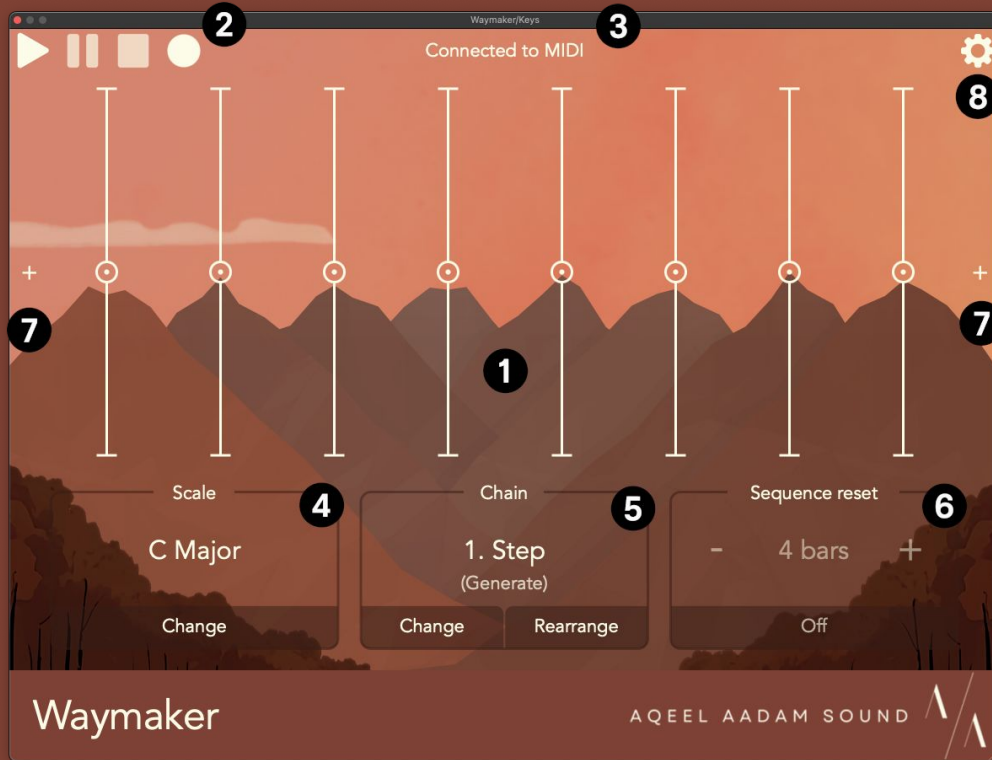 Waymaker/Keys
2
3
Connected to MIDI
8
+
+
7
7
1
Scale
4
Chain
5
Sequence reset
6
C Major
1. Step
- 4 bars +
(Generate)
Change
Change
Rearrange
Off
Waymaker
AQEEL AADAM SOUND